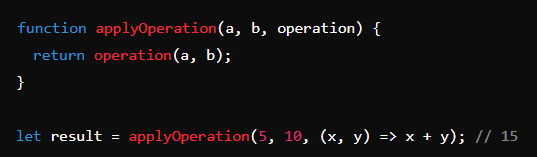 function applyOperation(a, b, operation) {
  return operation(a, b);
}

let result = applyOperation(5, 10, (x, y) => x + y); // 15